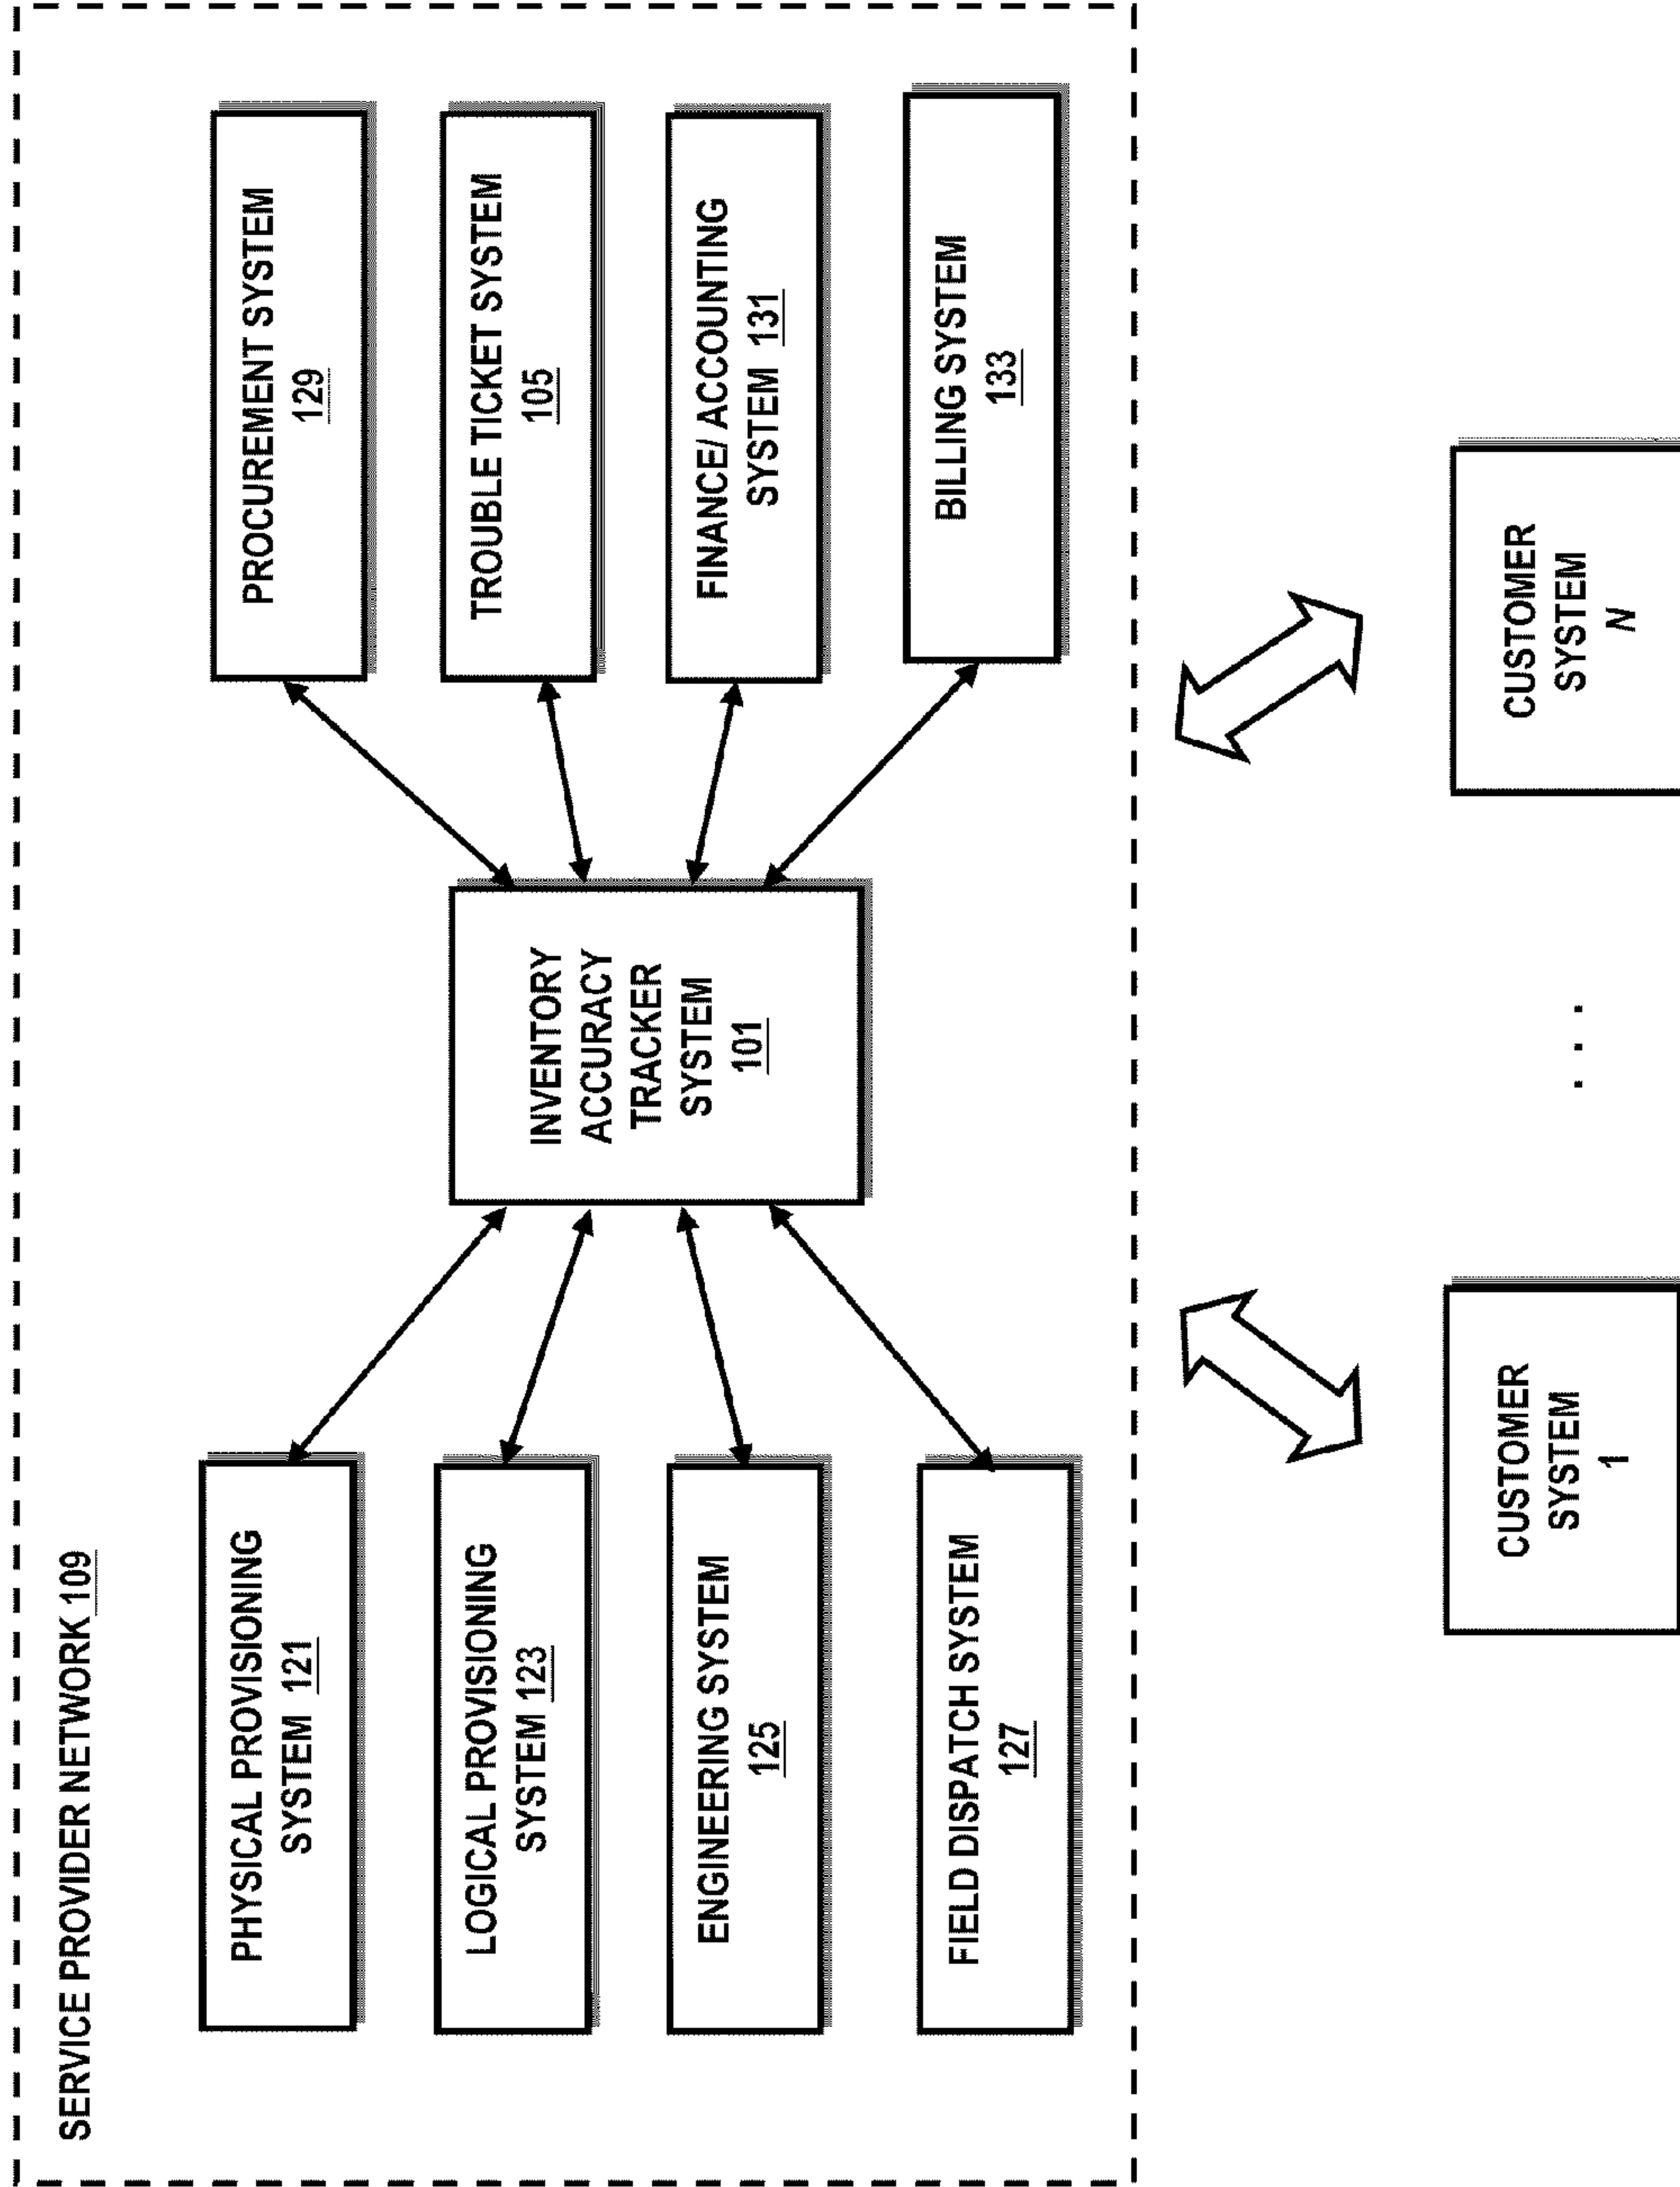 SERVICE PROVIDER NETWORK 109
PHYSICAL PROVISIONING
SYSTEM 121
LOGICAL PROVISIONING
SYSTEM 123
ENGINEERING SYSTEM
125
FIELD DISPATCH SYSTEM
127
INVENTORY
ACCURACY
TRACKER
SYSTEM
101
PROCUREMENT SYSTEM
129
TROUBLE TICKET SYSTEM
105
FINANCE/ ACCOUNTING
SYSTEM 131
BILLING SYSTEM
133
CUSTOMER
SYSTEM
1
. . .
CUSTOMER
SYSTEM
N